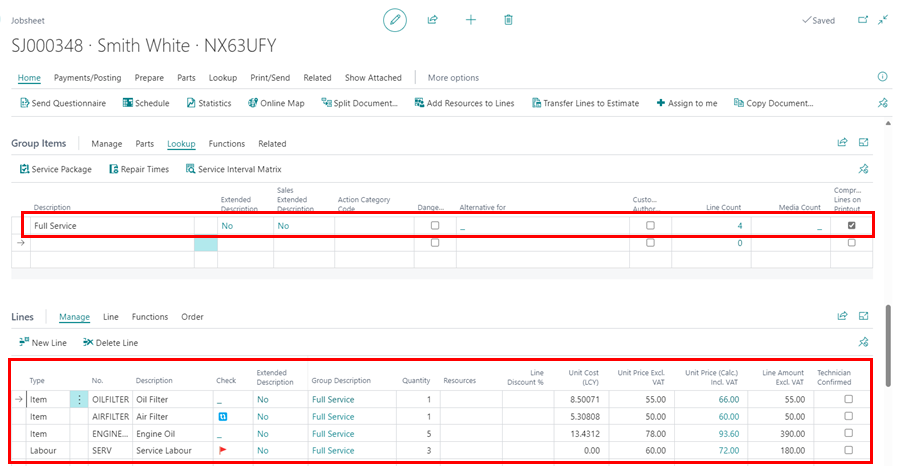 Jobsheet
Saved
SJ000348 · Smith White · NX63UFY
Home Payments/Posting Prepare Parts Lookup Print/Send Related Show Attached More options
Send Questionnaire Schedule Statistics Online Map Split Document... Add Resources to Lines Transfer Lines to Estimate Assign to me Copy Document...
Group Items Manage Parts Lookup Functions Related
Service Package Repair Times Service Interval Matrix
Description Extended Description Sales Extended Description Action Category Code Dange... Alternative for Custo... Author... Line Count Media Count Compr... Lines on Printout
Full Service No No _ 4 _
0
Lines Manage Line Functions Order
New Line Delete Line
Type No. Description Check Extended Description Group Description Quantity Resources Line Discount % Unit Cost (LCY) Unit Price Excl. VAT Unit Price (Calc.) Incl. VAT Line Amount Excl. VAT Technician Confirmed
Item OILFILTER Oil Filter _ No Full Service 1 8.50071 55.00 66.00 55.00
Item AIRFILTER Air Filter No Full Service 1 5.30808 50.00 60.00 50.00
Item ENGINE... Engine Oil _ No Full Service 5 13.4312 78.00 93.60 390.00
Labour SERV Service Labour No Full Service 3 0.00 60.00 72.00 180.00